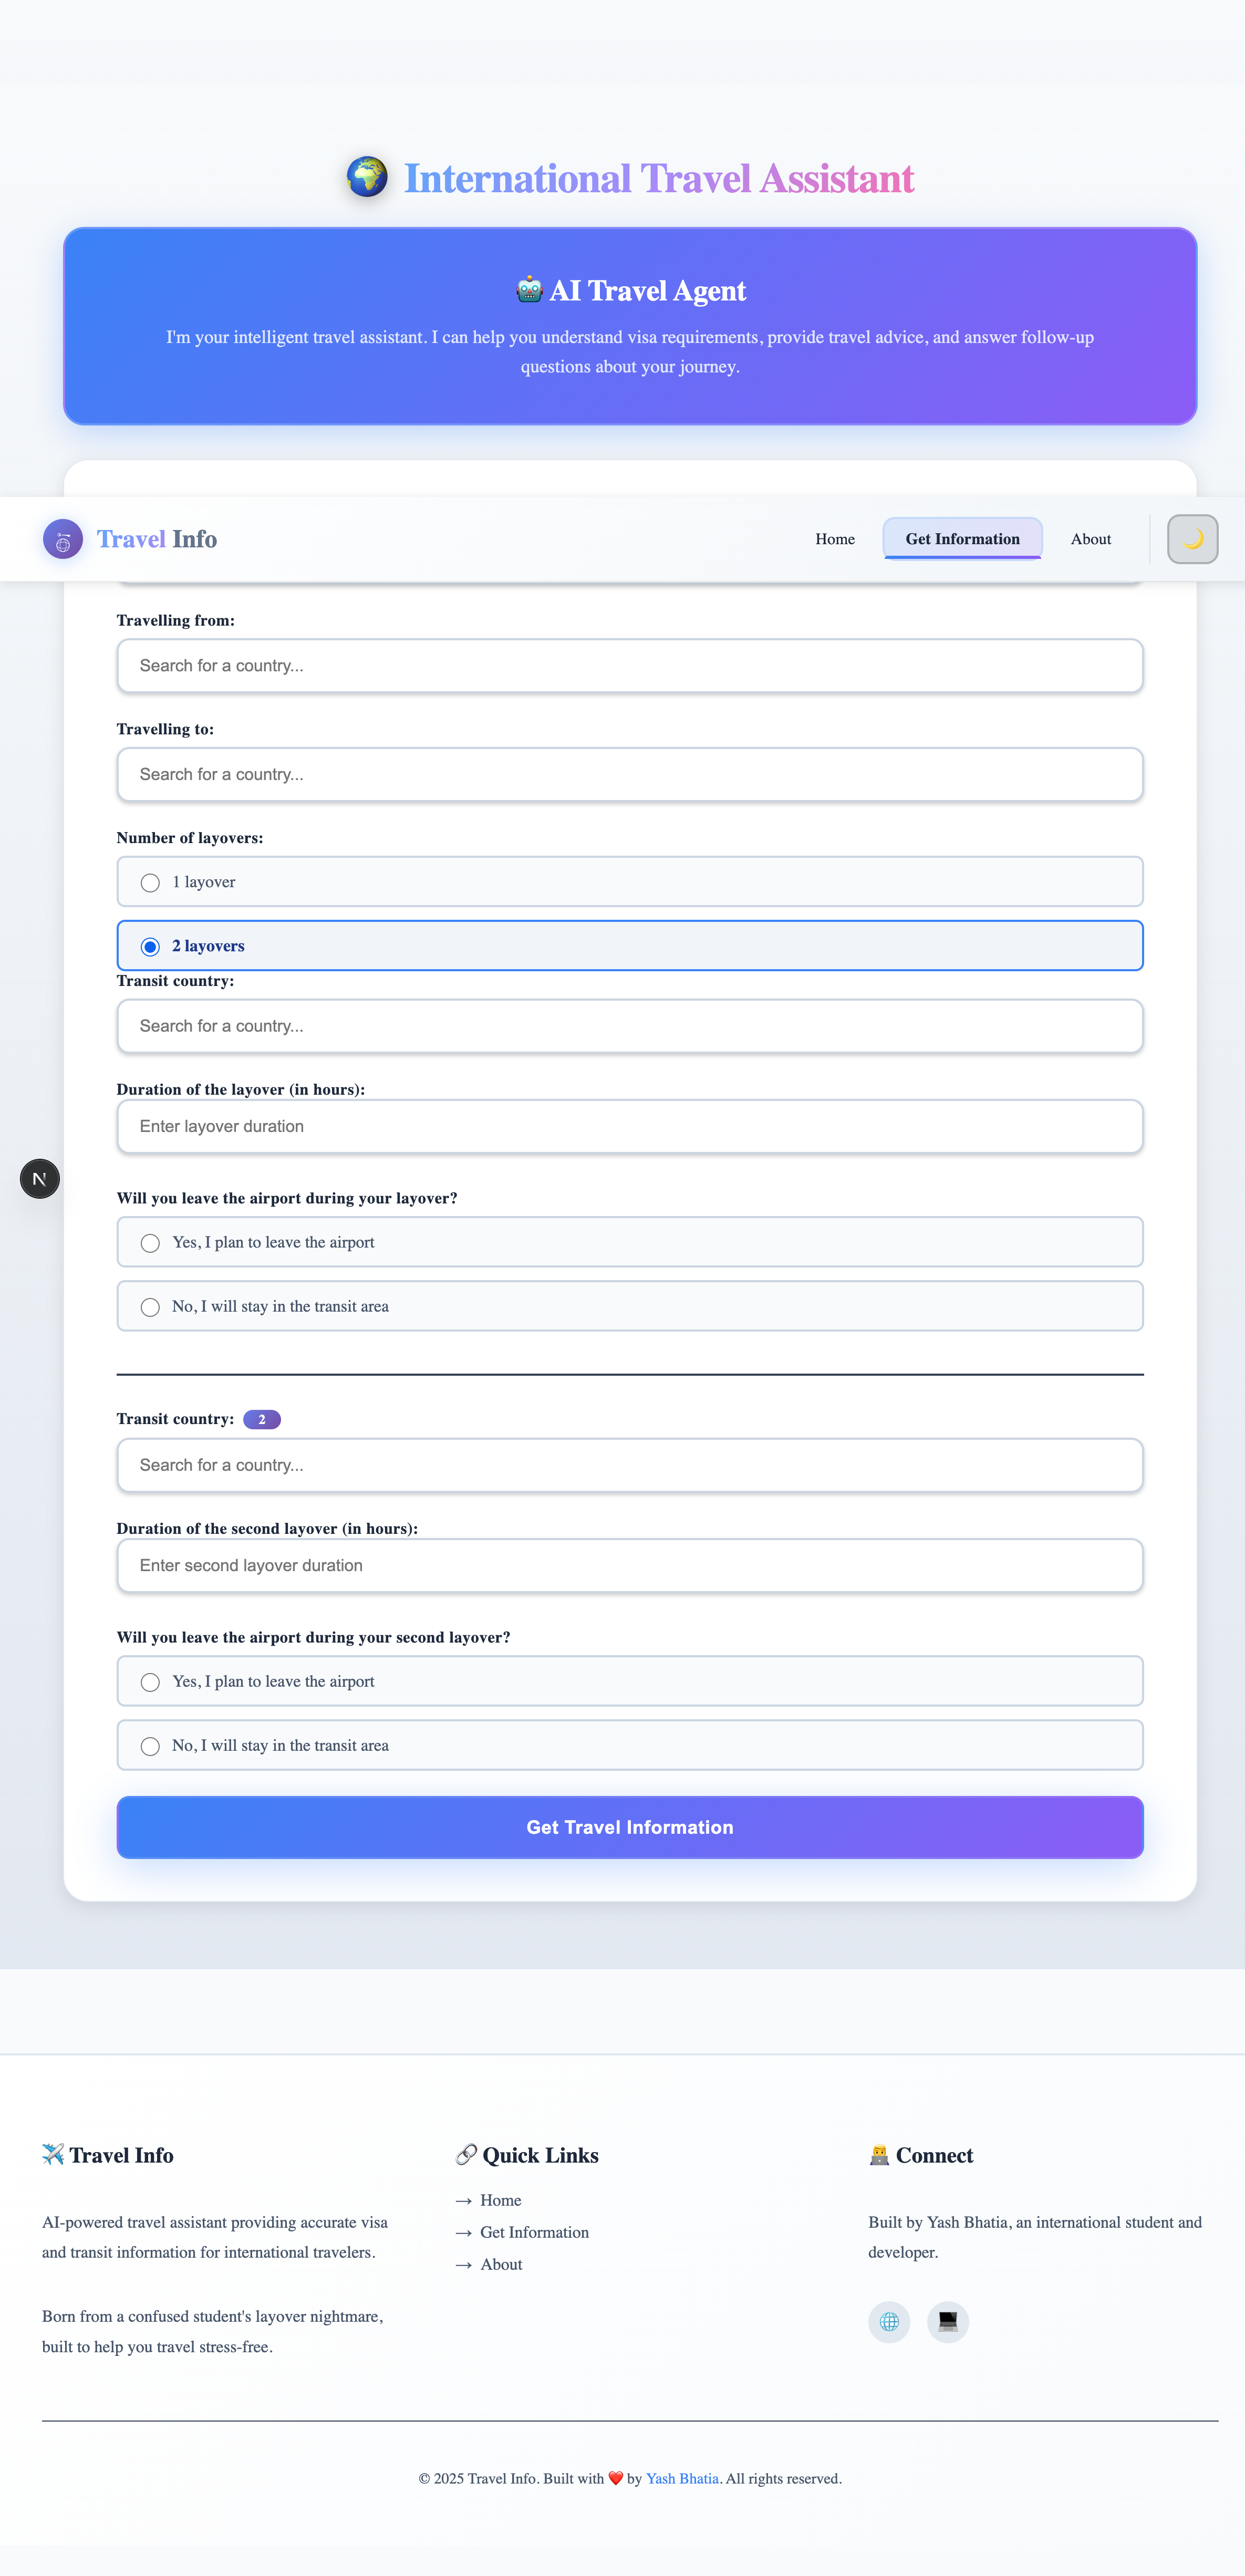 International Travel Assistant
AI Travel Agent
I'm your intelligent travel assistant. I can help you understand visa requirements, provide travel advice, and answer follow-up
questions about your journey.
Travel Info
Home
Get Information
About
Travelling from:
Search for a country...
Travelling to:
Search for a country...
Number of layovers:
1 layover
2 layovers
Transit country:
Search for a country...
Duration of the layover (in hours):
Enter layover duration
N
Will you leave the airport during your layover?
Yes, I plan to leave the airport
No, I will stay in the transit area
Transit country: 2
Search for a country...
Duration of the second layover (in hours):
Enter second layover duration
Will you leave the airport during your second layover?
Yes, I plan to leave the airport
No, I will stay in the transit area
Get Travel Information
Travel Info
AI-powered travel assistant providing accurate visa
and transit information for international travelers.
Born from a confused student's layover nightmare,
built to help you travel stress-free.
Quick Links
→ Home
→ Get Information
→ About
Connect
Built by Yash Bhatia, an international student and
developer.
© 2025 Travel Info. Built with ❤️ by Yash Bhatia. All rights reserved.